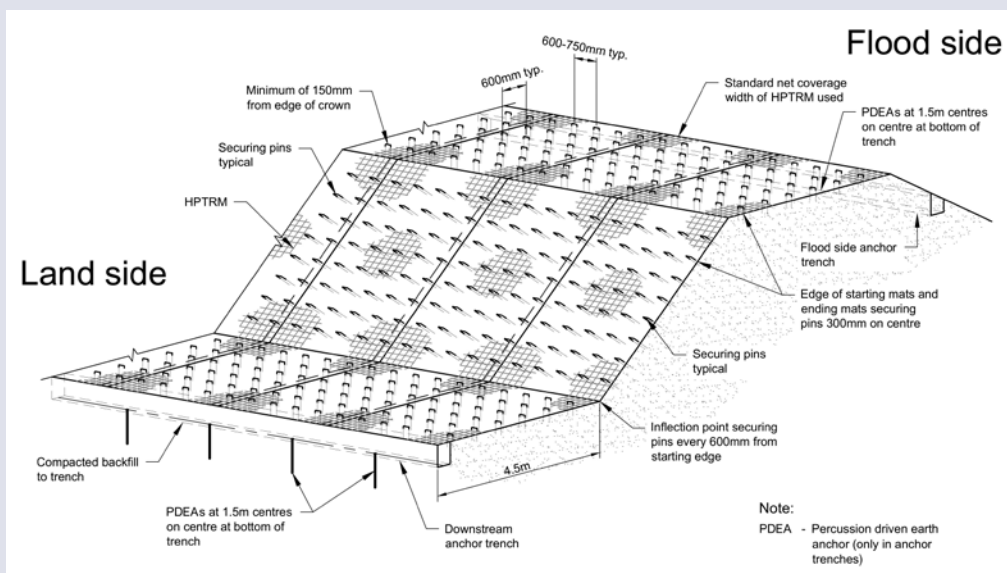 Flood side
600-750mm typ.
600mm typ.
Minimum of 150mm
from edge of crown
Standard net coverage
width of HPTRM used
PDEAs at 1.5m centres
on centre at bottom of
trench
Securing pins
typical
HPTRM
Land side
Flood side anchor
trench
Edge of starting mats and
ending mats securing
pins 300mm on centre
Securing pins
typical
Inflection point securing
pins every 600mm from
starting edge
4.5m
Compacted backfill
to trench
PDEAs at 1.5m centres
on centre at bottom of
trench
Downstream
anchor trench
Note:
PDEA - Percussion driven earth
anchor (only in anchor
trenches)